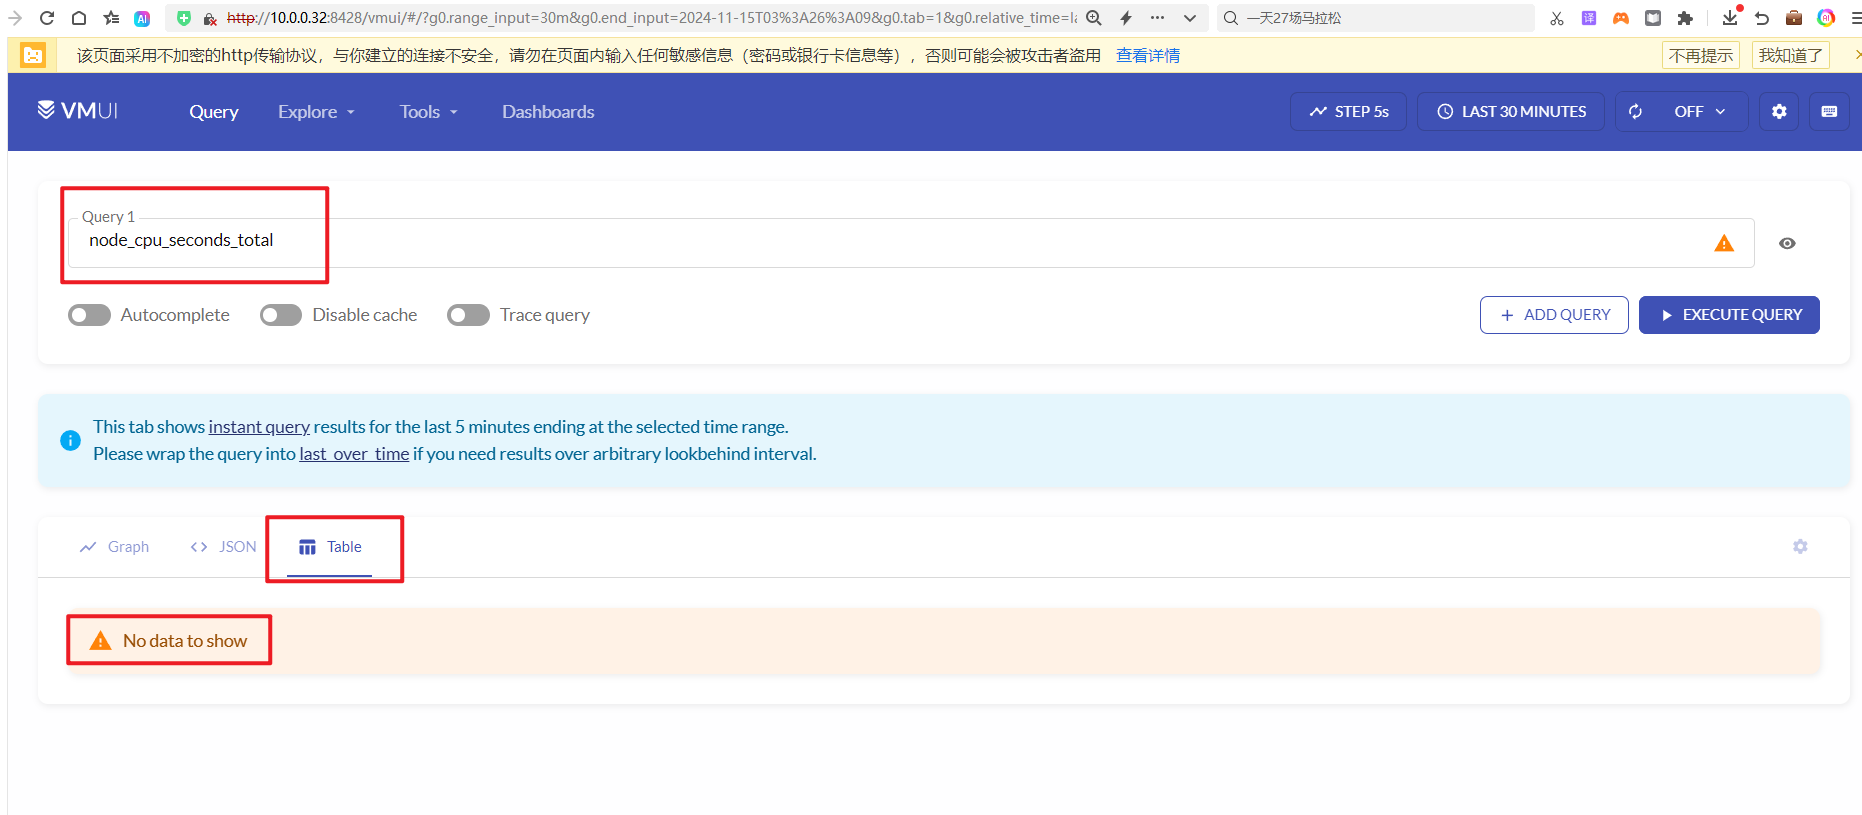 http://10.0.0.32:8428/vmui/#/?g0.range_input=30m&g0.end_input=2024-11-15T03%3A26%3A09&g0.tab=1&g0.relative_time=la
一天27场马拉松
译
AI
该页面采用不加密的http传输协议，与你建立的连接不安全，请勿在页面内输入任何敏感信息（密码或银行卡信息等），否则可能会被攻击者盗用 查看详情
不再提示
我知道了
VMUI
Query
Explore
Tools
Dashboards
STEP 5s
LAST 30 MINUTES
OFF
Query 1
node_cpu_seconds_total
Autocomplete
Disable cache
Trace query
ADD QUERY
EXECUTE QUERY
This tab shows instant query results for the last 5 minutes ending at the selected time range.
Please wrap the query into last_over_time if you need results over arbitrary lookbehind interval.
Graph
JSON
Table
No data to show